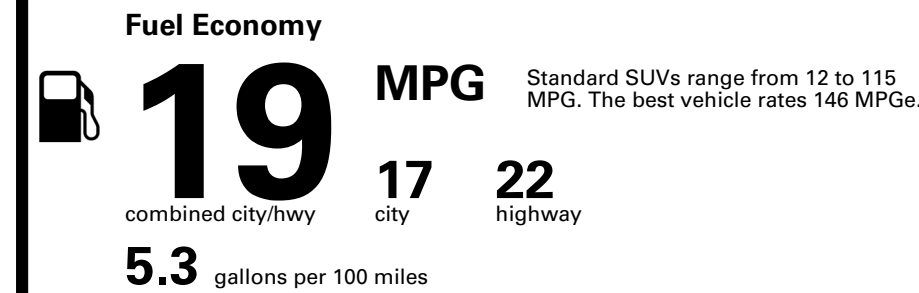 Fuel Economy
19 MPG
Standard SUVs range from 12 to 115
MPG. The best vehicle rates 146 MPGe.
17 22
combined city/hwy city highway
5.3 gallons per 100 miles